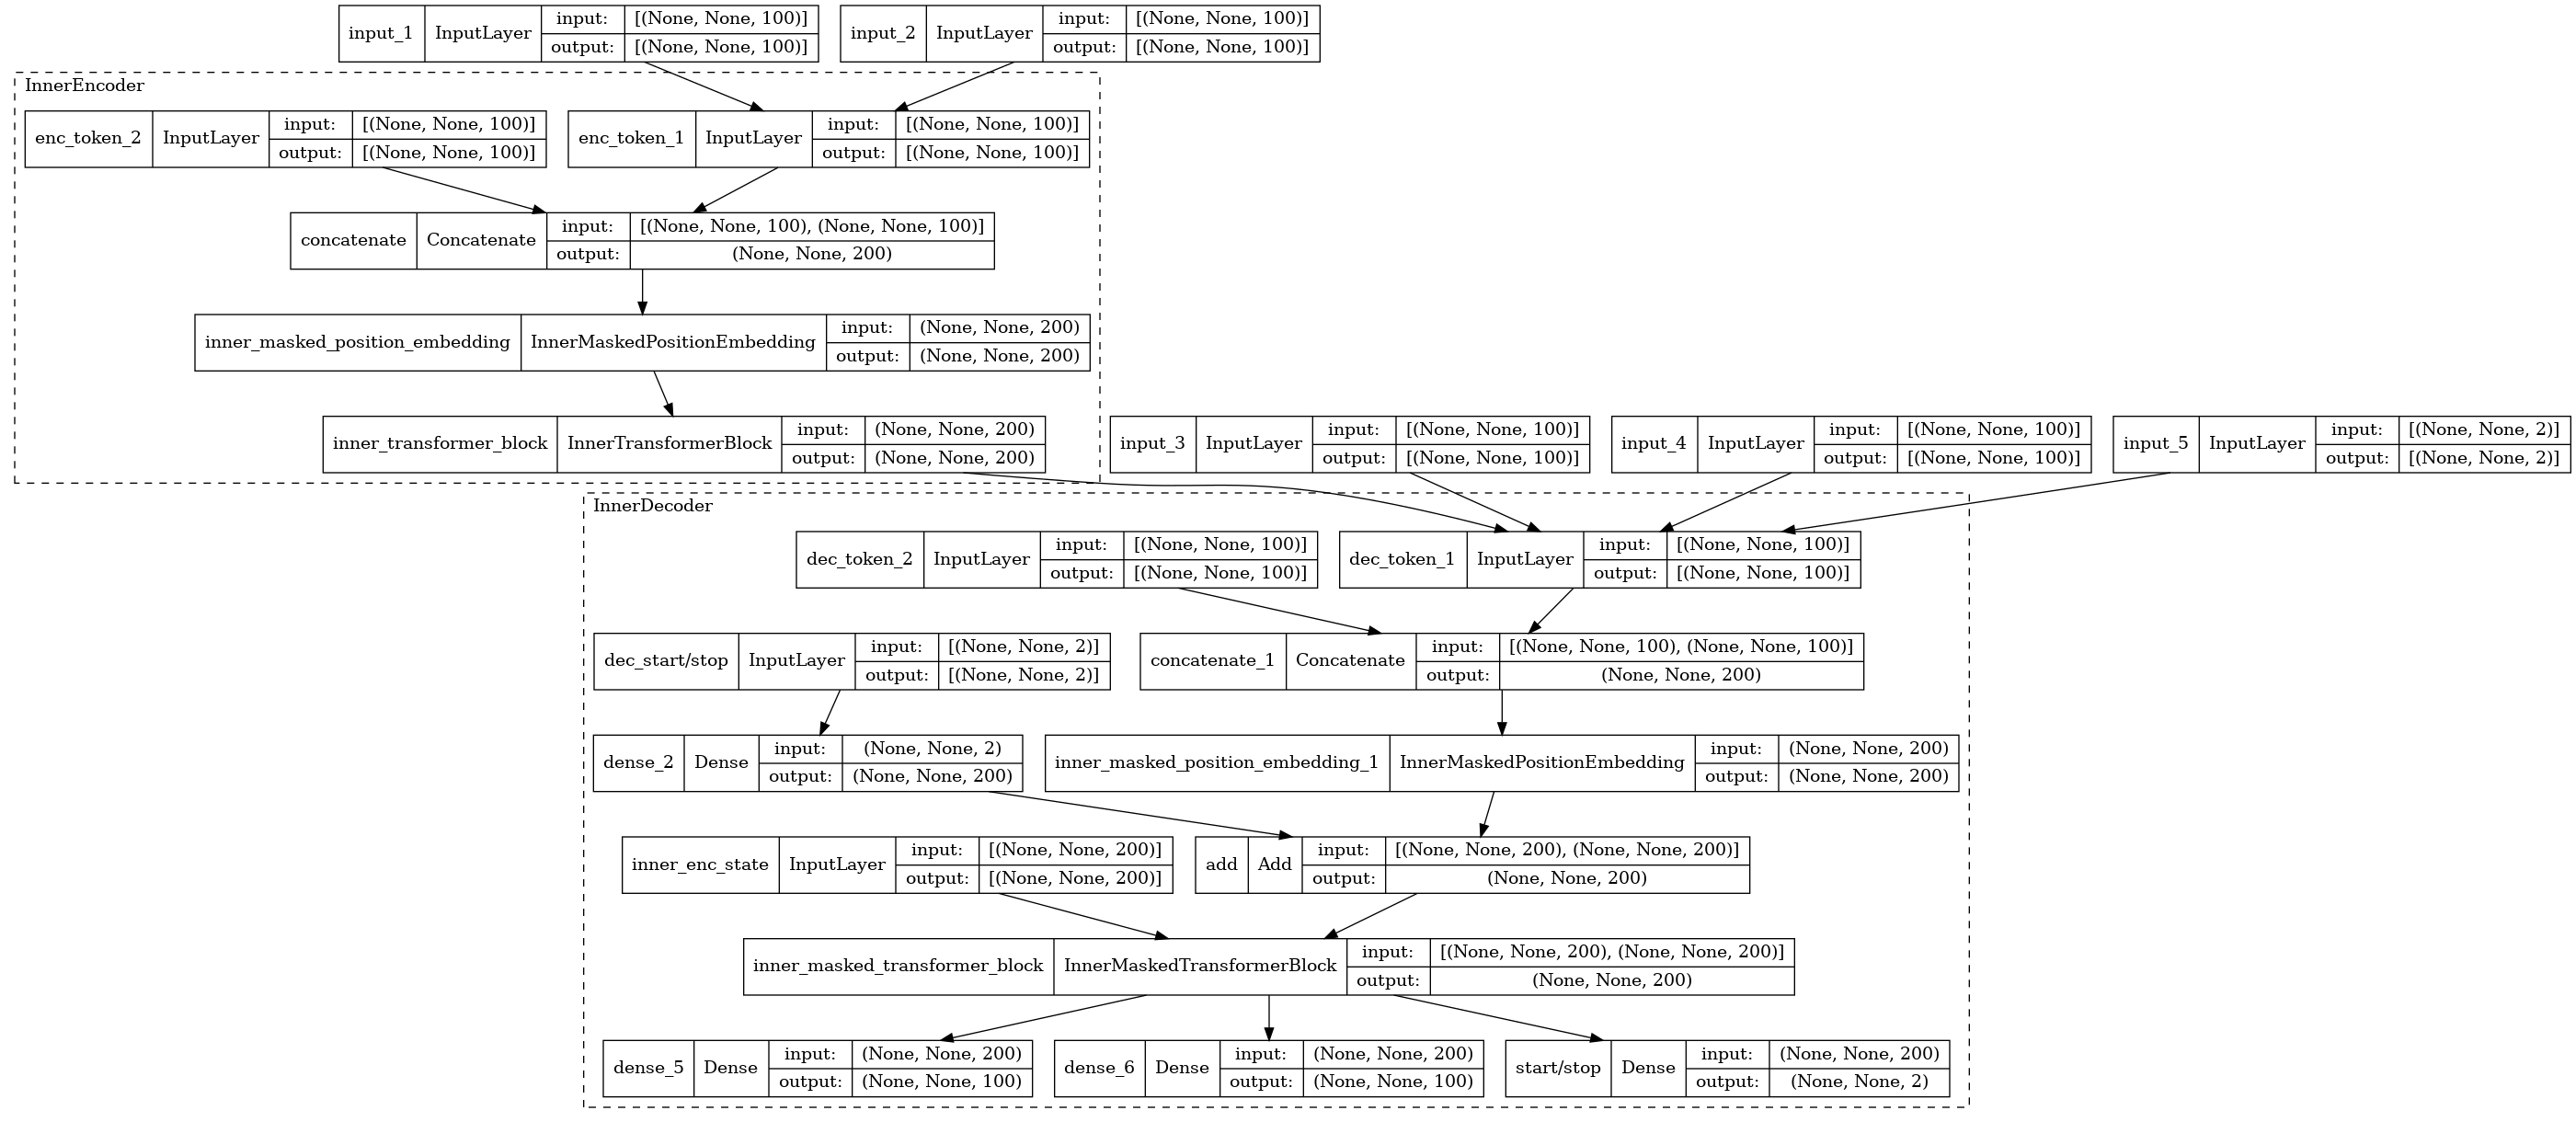 input_1 InputLayer input: [(None, None, 100)]
output: [(None, None, 100)]
input_2 InputLayer input: [(None, None, 100)]
output: [(None, None, 100)]
InnerEncoder
enc_token_2 InputLayer input: [(None, None, 100)]
output: [(None, None, 100)]
enc_token_1 InputLayer input: [(None, None, 100)]
output: [(None, None, 100)]
concatenate Concatenate input: [(None, None, 100), (None, None, 100)]
output: (None, None, 200)
inner_masked_position_embedding InnerMaskedPositionEmbedding input: (None, None, 200)
output: (None, None, 200)
inner_transformer_block InnerTransformerBlock input: (None, None, 200)
output: (None, None, 200)
input_3 InputLayer input: [(None, None, 100)]
output: [(None, None, 100)]
input_4 InputLayer input: [(None, None, 100)]
output: [(None, None, 100)]
input_5 InputLayer input: [(None, None, 2)]
output: [(None, None, 2)]
InnerDecoder
dec_token_2 InputLayer input: [(None, None, 100)]
output: [(None, None, 100)]
dec_token_1 InputLayer input: [(None, None, 100)]
output: [(None, None, 100)]
dec_start/stop InputLayer input: [(None, None, 2)]
output: [(None, None, 2)]
concatenate_1 Concatenate input: [(None, None, 100), (None, None, 100)]
output: (None, None, 200)
dense_2 Dense input: (None, None, 2)
output: (None, None, 200)
inner_masked_position_embedding_1 InnerMaskedPositionEmbedding input: (None, None, 200)
output: (None, None, 200)
inner_enc_state InputLayer input: [(None, None, 200)]
output: [(None, None, 200)]
add Add input: [(None, None, 200), (None, None, 200)]
output: (None, None, 200)
inner_masked_transformer_block InnerMaskedTransformerBlock input: [(None, None, 200), (None, None, 200)]
output: (None, None, 200)
dense_5 Dense input: (None, None, 200)
output: (None, None, 100)
dense_6 Dense input: (None, None, 200)
output: (None, None, 100)
start/stop Dense input: (None, None, 200)
output: (None, None, 2)